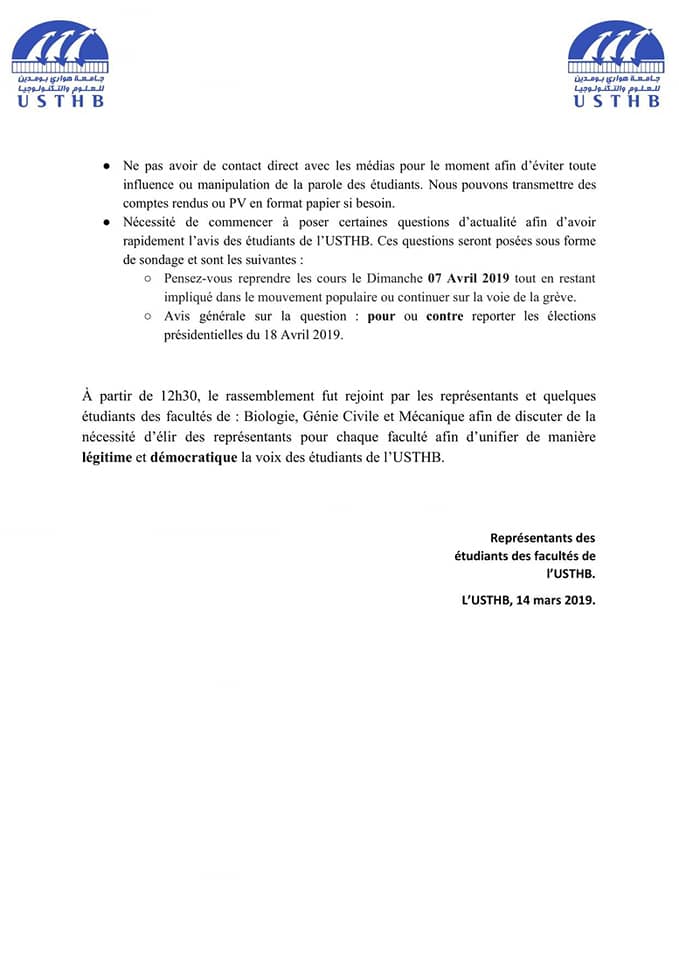 جامعة هواري بومدين
للعلوم والتكنولوجيا
USTHB
جامعة هواري بومدين
للعلوم والتكنولوجيا
USTHB
● Ne pas avoir de contact direct avec les médias pour le moment afin d’éviter toute
influence ou manipulation de la parole des étudiants. Nous pouvons transmettre des
comptes rendus ou PV en format papier si besoin.
● Nécessité de commencer à poser certaines questions d’actualité afin d’avoir
rapidement l’avis des étudiants de l’USTHB. Ces questions seront posées sous forme
de sondage et sont les suivantes :
○ Pensez-vous reprendre les cours le Dimanche 07 Avril 2019 tout en restant
impliqué dans le mouvement populaire ou continuer sur la voie de la grève.
○ Avis générale sur la question : pour ou contre reporter les élections
présidentielles du 18 Avril 2019.
À partir de 12h30, le rassemblement fut rejoint par les représentants et quelques
étudiants des facultés de : Biologie, Génie Civile et Mécanique afin de discuter de la
nécessité d’élir des représentants pour chaque faculté afin d’unifier de manière
légitime et démocratique la voix des étudiants de l’USTHB.
Représentants des
étudiants des facultés de
l’USTHB.
L’USTHB, 14 mars 2019.